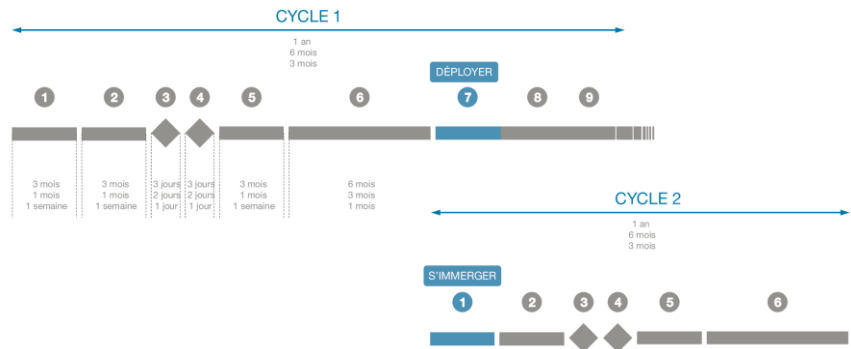 CYCLE 1
1 an
6 mois
3 mois
DÉPLOYER
1 2 3 4 5 6 7 8 9
3 mois 3 mois 3 jours 3 jours 3 mois 6 mois
1 mois 1 mois 2 jours 2 jours 1 mois 3 mois
1 semaine 1 semaine 1 jour 1 jour 1 semaine 1 mois
CYCLE 2
1 an
6 mois
3 mois
S'IMMERGER
1 2 3 4 5 6